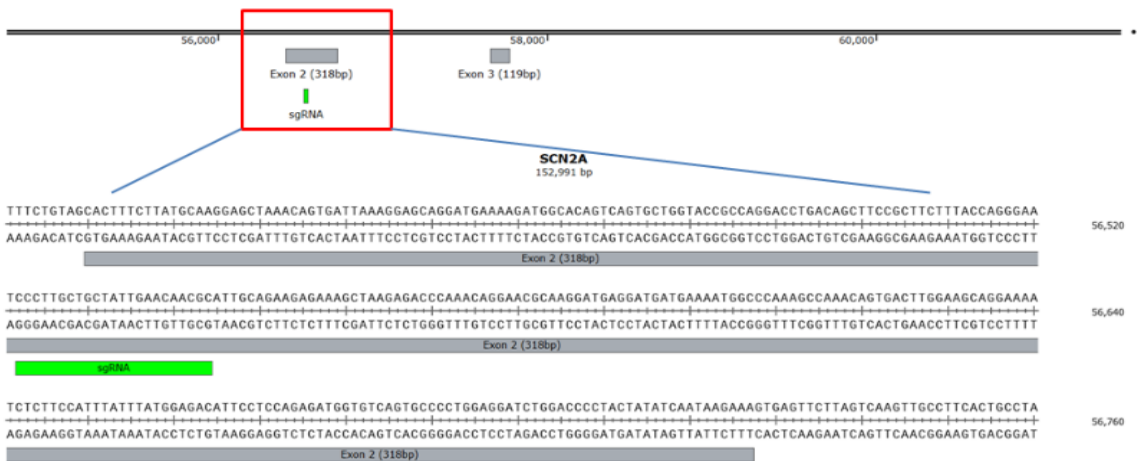 56,000 58,000 60,000
Exon 2 (318bp) Exon 3 (119bp)
sgRNA
SCN2A
152,991 bp
TTTCTGTAGCACTTTCTTATGCAAGGAGCTAAACAGTGATTAAAGGAGCAGGATGAAAAGATGGCACAGTCAGTGCTGGTACCGCCAGGACCTGACAGCTTCCGCTTCTTTACCAGGGAA
AAAGACATCGTGAAAGAATACGTTCCTCGATTTGTCACTAATTTCCTCGTCCTACTTTTCTACCGTGTCAGTCACGACCATGGCGGTCCTGGACTGTCGAAGGCGAAGAAATGGTCCCTT
56,520
Exon 2 (318bp)
TCCCTTGCTGCTATTGAACAACGCATTGCAGAAGAGAAAGCTAAGAGACCCAAACAGGAACGCAAGGATGAGGATGATGAAAATGGCCCAAAGCCAAACAGTGACTTGGAAGCAGGAAAA
AGGGAACGACGATAACTTGTTGCGTAACGTCTTCTCTTTCGATTCTCTGGGTTTGTCCTTGCGTTCCTACTCCTACTACTTTTACCGGGTTTCGGTTTGTCACTGAACCTTCGTCCTTTT
56,640
Exon 2 (318bp)
sgRNA
TCTCTTCCATTTATTTATGGAGACATTCCTCCAGAGATGGTGTCAGTGCCCCTGGAGGATCTGGACCCCTACTATATCAATAAGAAAGTGAGTTCTTAGTCAAGTTGCCTTCACTGCCTA
AGAGAAGGTAAATAAATACCTCTGTAAGGAGGTCTCTACCACAGTCACGGGGACCTCCTAGACCTGGGGATGATATAGTTATTCTTTCACTCAAGAATCAGTTCAACGGAAGTGACGGAT
56,760
Exon 2 (318bp)